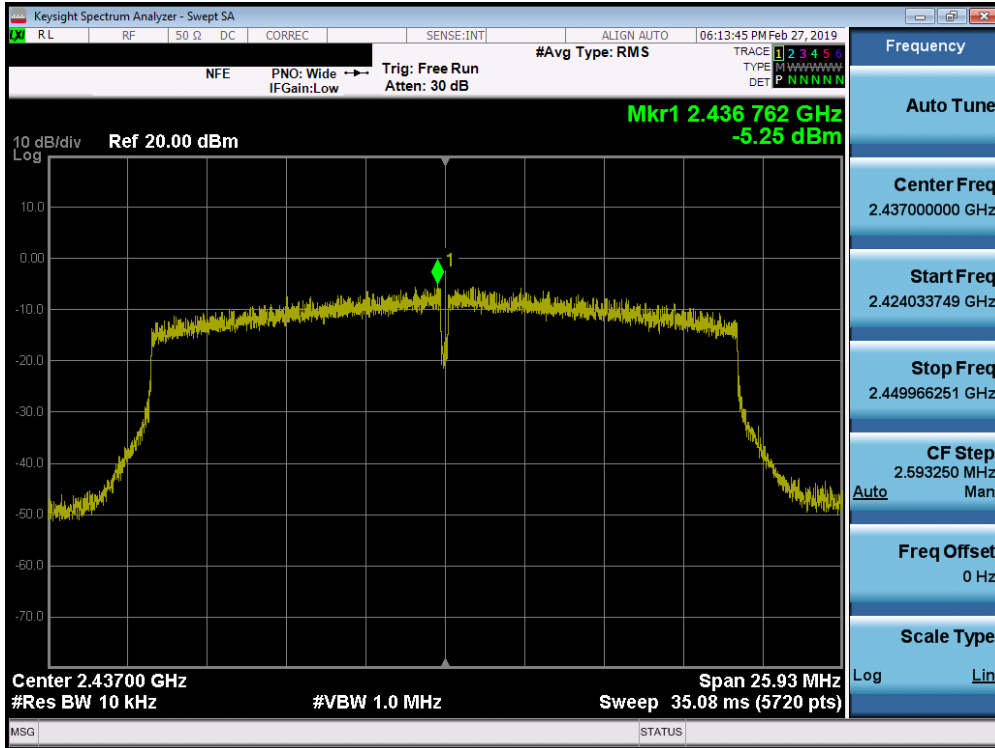 Keysight Spectrum Analyzer - Swept SA
LXI RL RF 50 Ω DC CORREC SENSE:INT ALIGN AUTO 06:13:45 PM Feb 27, 2019
#Avg Type: RMS TRACE 1 2 3 4 5 6
NFE PNO: Wide Trig: Free Run TYPE M WWWWW
IFGain:Low Atten: 30 dB DET P N N N N N
Mkr1 2.436 762 GHz
10 dB/div Ref 20.00 dBm -5.25 dBm
Log
10.0
1
0.00
-10.0
-20.0
-30.0
-40.0
-50.0
-60.0
-70.0
Center 2.43700 GHz Span 25.93 MHz
#Res BW 10 kHz #VBW 1.0 MHz Sweep 35.08 ms (5720 pts)
MSG STATUS
Frequency
Auto Tune
Center Freq
2.437000000 GHz
Start Freq
2.424033749 GHz
Stop Freq
2.449966251 GHz
CF Step
2.593250 MHz
Auto Man
Freq Offset
0 Hz
Scale Type
Log Lin